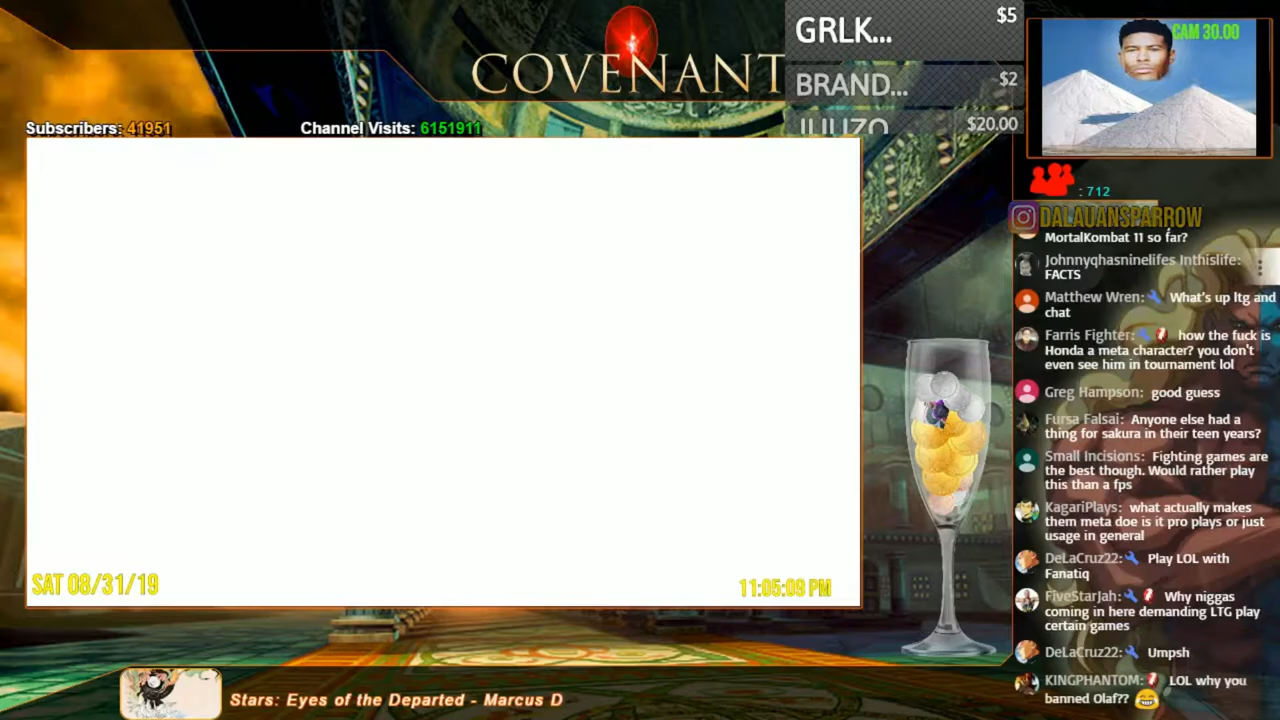 COVENANT
GRLK...
$5
BRAND...
$2
JUUZO
$20.00
CAM 30.00
Subscribers: 41951
Channel Visits: 6151911
: 712
DALAUANSPARROW
MortalKombat 11 so far?
Johnnyqhasninelifes Inthislife:
FACTS
Matthew Wren: What's up ltg and
chat
Farris Fighter: how the fuck is
Honda a meta character? you don't
even see him in tournament lol
Greg Hampson: good guess
Fursa Falsai: Anyone else had a
thing for sakura in their teen years?
Small Incisions: Fighting games are
the best though. Would rather play
this than a fps
KagariPlays: what actually makes
them meta doe is it pro plays or just
usage in general
DeLaCruz22: Play LOL with
Fanatiq
FiveStarJah: Why niggas
coming in here demanding LTG play
certain games
DeLaCruz22: Umpsh
KINGPHANTOM: LOL why you
banned Olaf?? 😂
SAT 08/31/19
11:05:09 PM
Stars: Eyes of the Departed - Marcus D